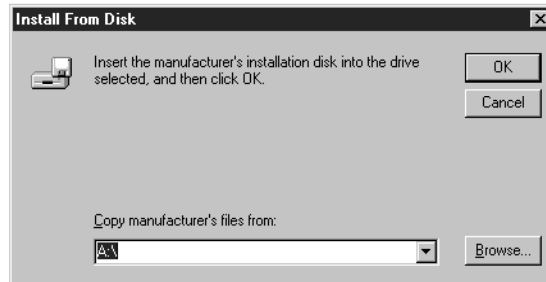 Install From Disk
Insert the manufacturer's installation disk into the drive
selected, and then click OK.
OK
Cancel
Copy manufacturer's files from:
A:\
Browse...